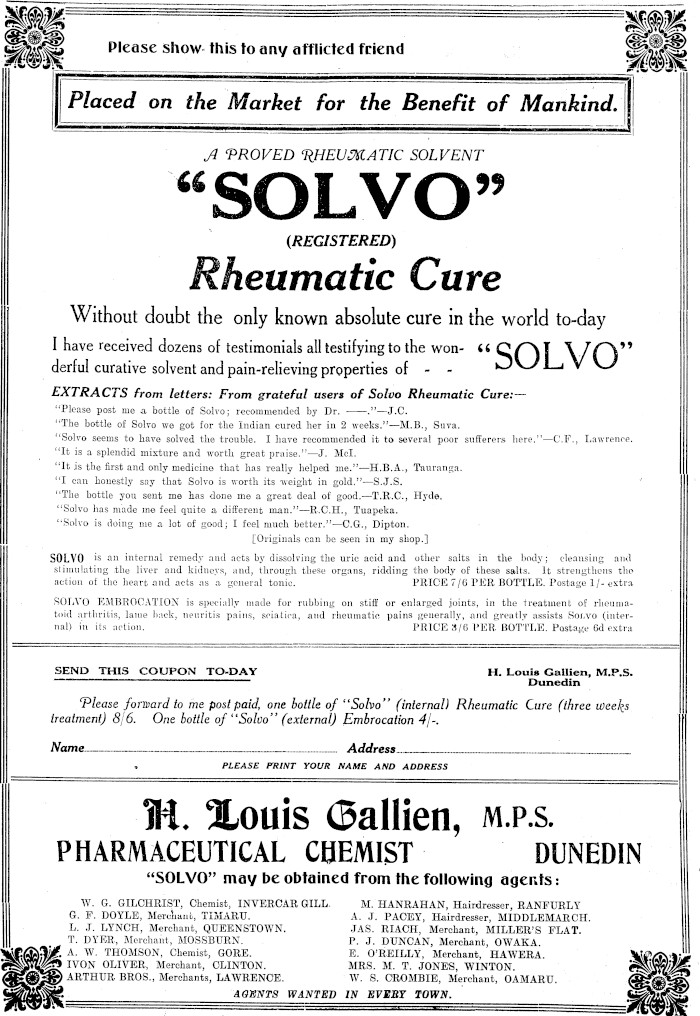 Please show this to any afflicted friend
Placed on the Market for the Benefit of Mankind.
A PROVED RHEUMATIC SOLVENT
"SOLVO"
(REGISTERED)
Rheumatic Cure
Without doubt the only known absolute cure in the world to-day
I have received dozens of testimonials all testifying to the won-
derful curative solvent and pain-relieving properties of - - "SOLVO"
EXTRACTS from letters: From grateful users of Solvo Rheumatic Cure:—
"Please post me a bottle of Solvo; recommended by Dr. ——."—J.C.
"The bottle of Solvo we got for the Indian cured her in 2 weeks."—M.B., Suva.
"Solvo seems to have solved the trouble. I have recommended it to several poor sufferers here."—C.F., Lawrence.
"It is a splendid mixture and worth great praise."—J. McI.
"It is the first and only medicine that has really helped me."—H.B.A., Tauranga.
"I can honestly say that Solvo is worth its weight in gold."—S.J.S.
"The bottle you sent me has done me a great deal of good.—T.R.C., Hyde.
"Solvo has made me feel quite a different man."—R.C.H., Tuapeka.
"Solvo is doing me a lot of good; I feel much better."—C.G., Dipton.
[Originals can be seen in my shop.]
SOLVO is an internal remedy and acts by dissolving the uric acid and other salts in the body; cleansing and
stimulating the liver and kidneys, and, through these organs, ridding the body of these salts. It strengthens the
action of the heart and acts as a general tonic. PRICE 7/6 PER BOTTLE. Postage 1/- extra
SOLVO EMBROCATION is specially made for rubbing on stiff or enlarged joints, in the treatment of rheuma-
toid arthritis, lame back, neuritis pains, sciatica, and rheumatic pains generally, and greatly assists Solvo (inter-
nal) in its action. PRICE 3/6 PER BOTTLE. Postage 6d extra
SEND THIS COUPON TO-DAY
H. Louis Gallien, M.P.S.
Dunedin
Please forward to me post paid, one bottle of "Solvo" (internal) Rheumatic Cure (three weeks
treatment) 8/6. One bottle of "Solvo" (external) Embrocation 4/-.
Name Address
PLEASE PRINT YOUR NAME AND ADDRESS
H. Louis Gallien, M.P.S.
PHARMACEUTICAL CHEMIST DUNEDIN
"SOLVO" may be obtained from the following agents:
W. G. GILCHRIST, Chemist, INVERCARGILL.
G. F. DOYLE, Merchant, TIMARU.
L. J. LYNCH, Merchant, QUEENSTOWN.
T. DYER, Merchant, MOSSBURN.
A. W. THOMSON, Chemist, GORE.
IVON OLIVER, Merchant, CLINTON.
ARTHUR BROS., Merchants, LAWRENCE.
M. HANRAHAN, Hairdresser, RANFURLY
A. J. PACEY, Hairdresser, MIDDLEMARCH.
JAS. RIACH, Merchant, MILLER'S FLAT.
P. J. DUNCAN, Merchant, OWAKA.
E. O'REILLY, Merchant, HAWERA.
MRS. M. T. JONES, WINTON.
W. S. CROMBIE, Merchant, OAMARU.
AGENTS WANTED IN EVERY TOWN.